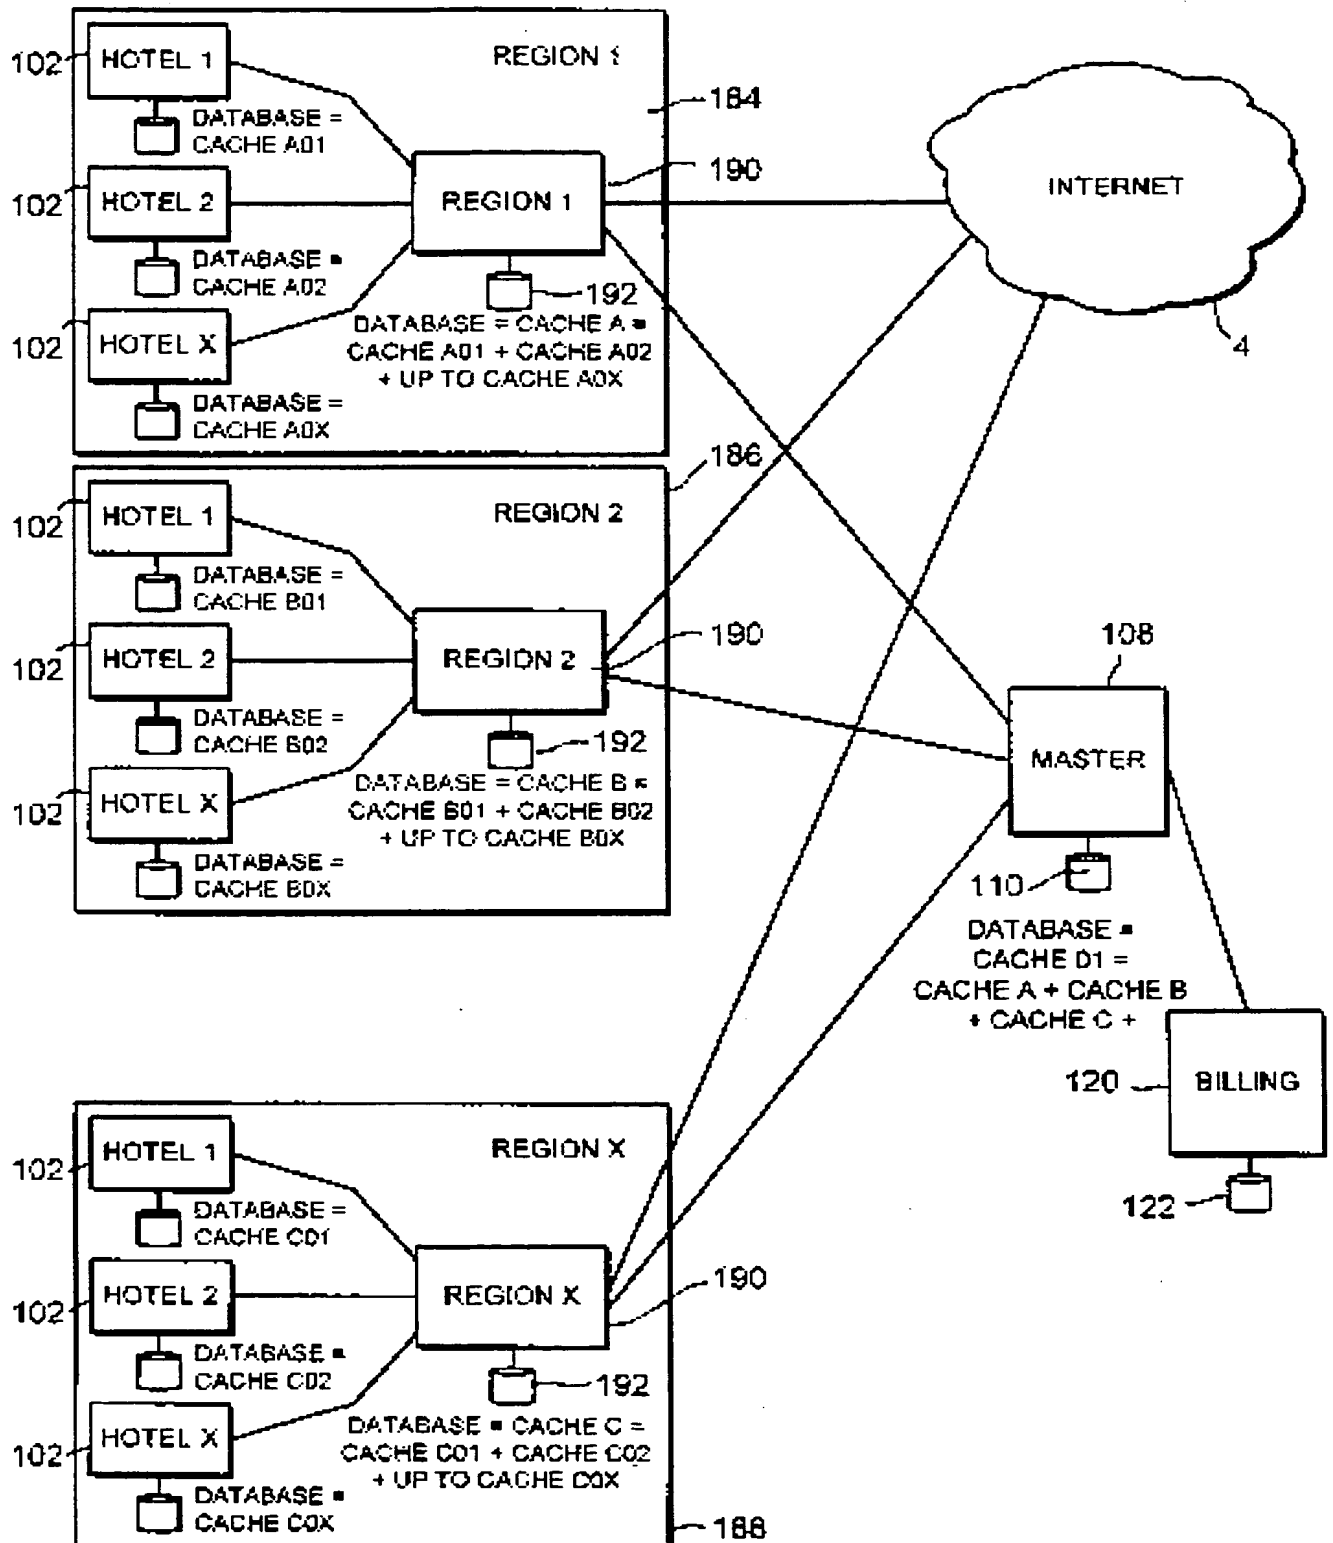 102
HOTEL 1
DATABASE =
CACHE A01
102
HOTEL 2
DATABASE =
CACHE A02
102
HOTEL X
DATABASE =
CACHE A0X
REGION 1
184
190
REGION 1
192
DATABASE = CACHE A =
CACHE A01 + CACHE A02
+ UP TO CACHE A0X
INTERNET
4
102
HOTEL 1
DATABASE =
CACHE B01
102
HOTEL 2
DATABASE =
CACHE B02
102
HOTEL X
DATABASE =
CACHE B0X
REGION 2
186
190
REGION 2
192
DATABASE = CACHE B =
CACHE B01 + CACHE B02
+ UP TO CACHE B0X
108
MASTER
110
DATABASE =
CACHE D1 =
CACHE A + CACHE B
+ CACHE C +
120
BILLING
122
102
HOTEL 1
DATABASE =
CACHE C01
102
HOTEL 2
DATABASE =
CACHE C02
102
HOTEL X
DATABASE =
CACHE C0X
REGION X
190
REGION X
192
DATABASE = CACHE C =
CACHE C01 + CACHE C02
+ UP TO CACHE C0X
188